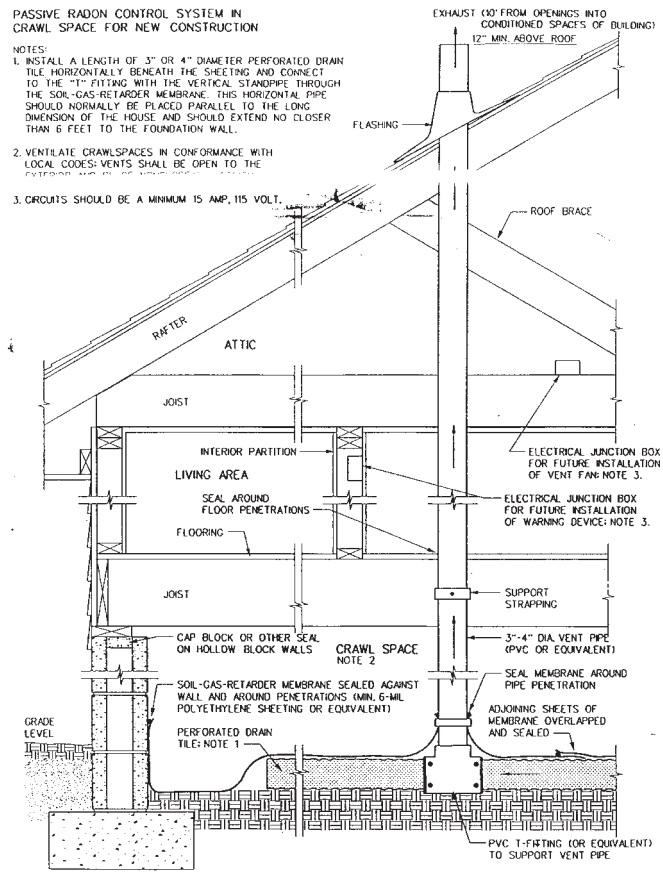 PASSIVE RADON CONTROL SYSTEM IN
CRAWL SPACE FOR NEW CONSTRUCTION
NOTES:
1. INSTALL A LENGTH OF 3" OR 4" DIAMETER PERFORATED DRAIN
TILE HORIZONTALLY BENEATH THE SHEETING AND CONNECT
TO THE "T" FITTING WITH THE VERTICAL STANDPIPE THROUGH
THE SOIL-GAS-RETARDER MEMBRANE. THIS HORIZONTAL PIPE
SHOULD NORMALLY BE PLACED PARALLEL TO THE LONG
DIMENSION OF THE HOUSE AND SHOULD EXTEND NO CLOSER
THAN 6 FEET TO THE FOUNDATION WALL.
2. VENTILATE CRAWLSPACES IN CONFORMANCE WITH
LOCAL CODES; VENTS SHALL BE OPEN TO THE
EXTERIOR AND
3. CIRCUITS SHOULD BE A MINIMUM 15 AMP, 115 VOLT.
EXHAUST (10' FROM OPENINGS INTO
CONDITIONED SPACES OF BUILDING)
12" MIN. ABOVE ROOF
FLASHING
ROOF BRACE
RAFTER
ATTIC
JOIST
INTERIOR PARTITION
LIVING AREA
ELECTRICAL JUNCTION BOX
FOR FUTURE INSTALLATION
OF VENT FAN; NOTE 3.
SEAL AROUND
FLOOR PENETRATIONS
ELECTRICAL JUNCTION BOX
FOR FUTURE INSTALLATION
OF WARNING DEVICE; NOTE 3.
FLOORING
JOIST
SUPPORT
STRAPPING
CAP BLOCK OR OTHER SEAL
ON HOLLOW BLOCK WALLS
CRAWL SPACE
NOTE 2
3"-4" DIA. VENT PIPE
(PVC OR EQUIVALENT)
SOIL-GAS-RETARDER MEMBRANE SEALED AGAINST
WALL AND AROUND PENETRATIONS (MIN. 6-MIL
POLYETHYLENE SHEETING OR EQUIVALENT)
SEAL MEMBRANE AROUND
PIPE PENETRATION
GRADE
LEVEL
PERFORATED DRAIN
TILE; NOTE 1
ADJOINING SHEETS OF
MEMBRANE OVERLAPPED
AND SEALED
PVC T-FITTING (OR EQUIVALENT)
TO SUPPORT VENT PIPE